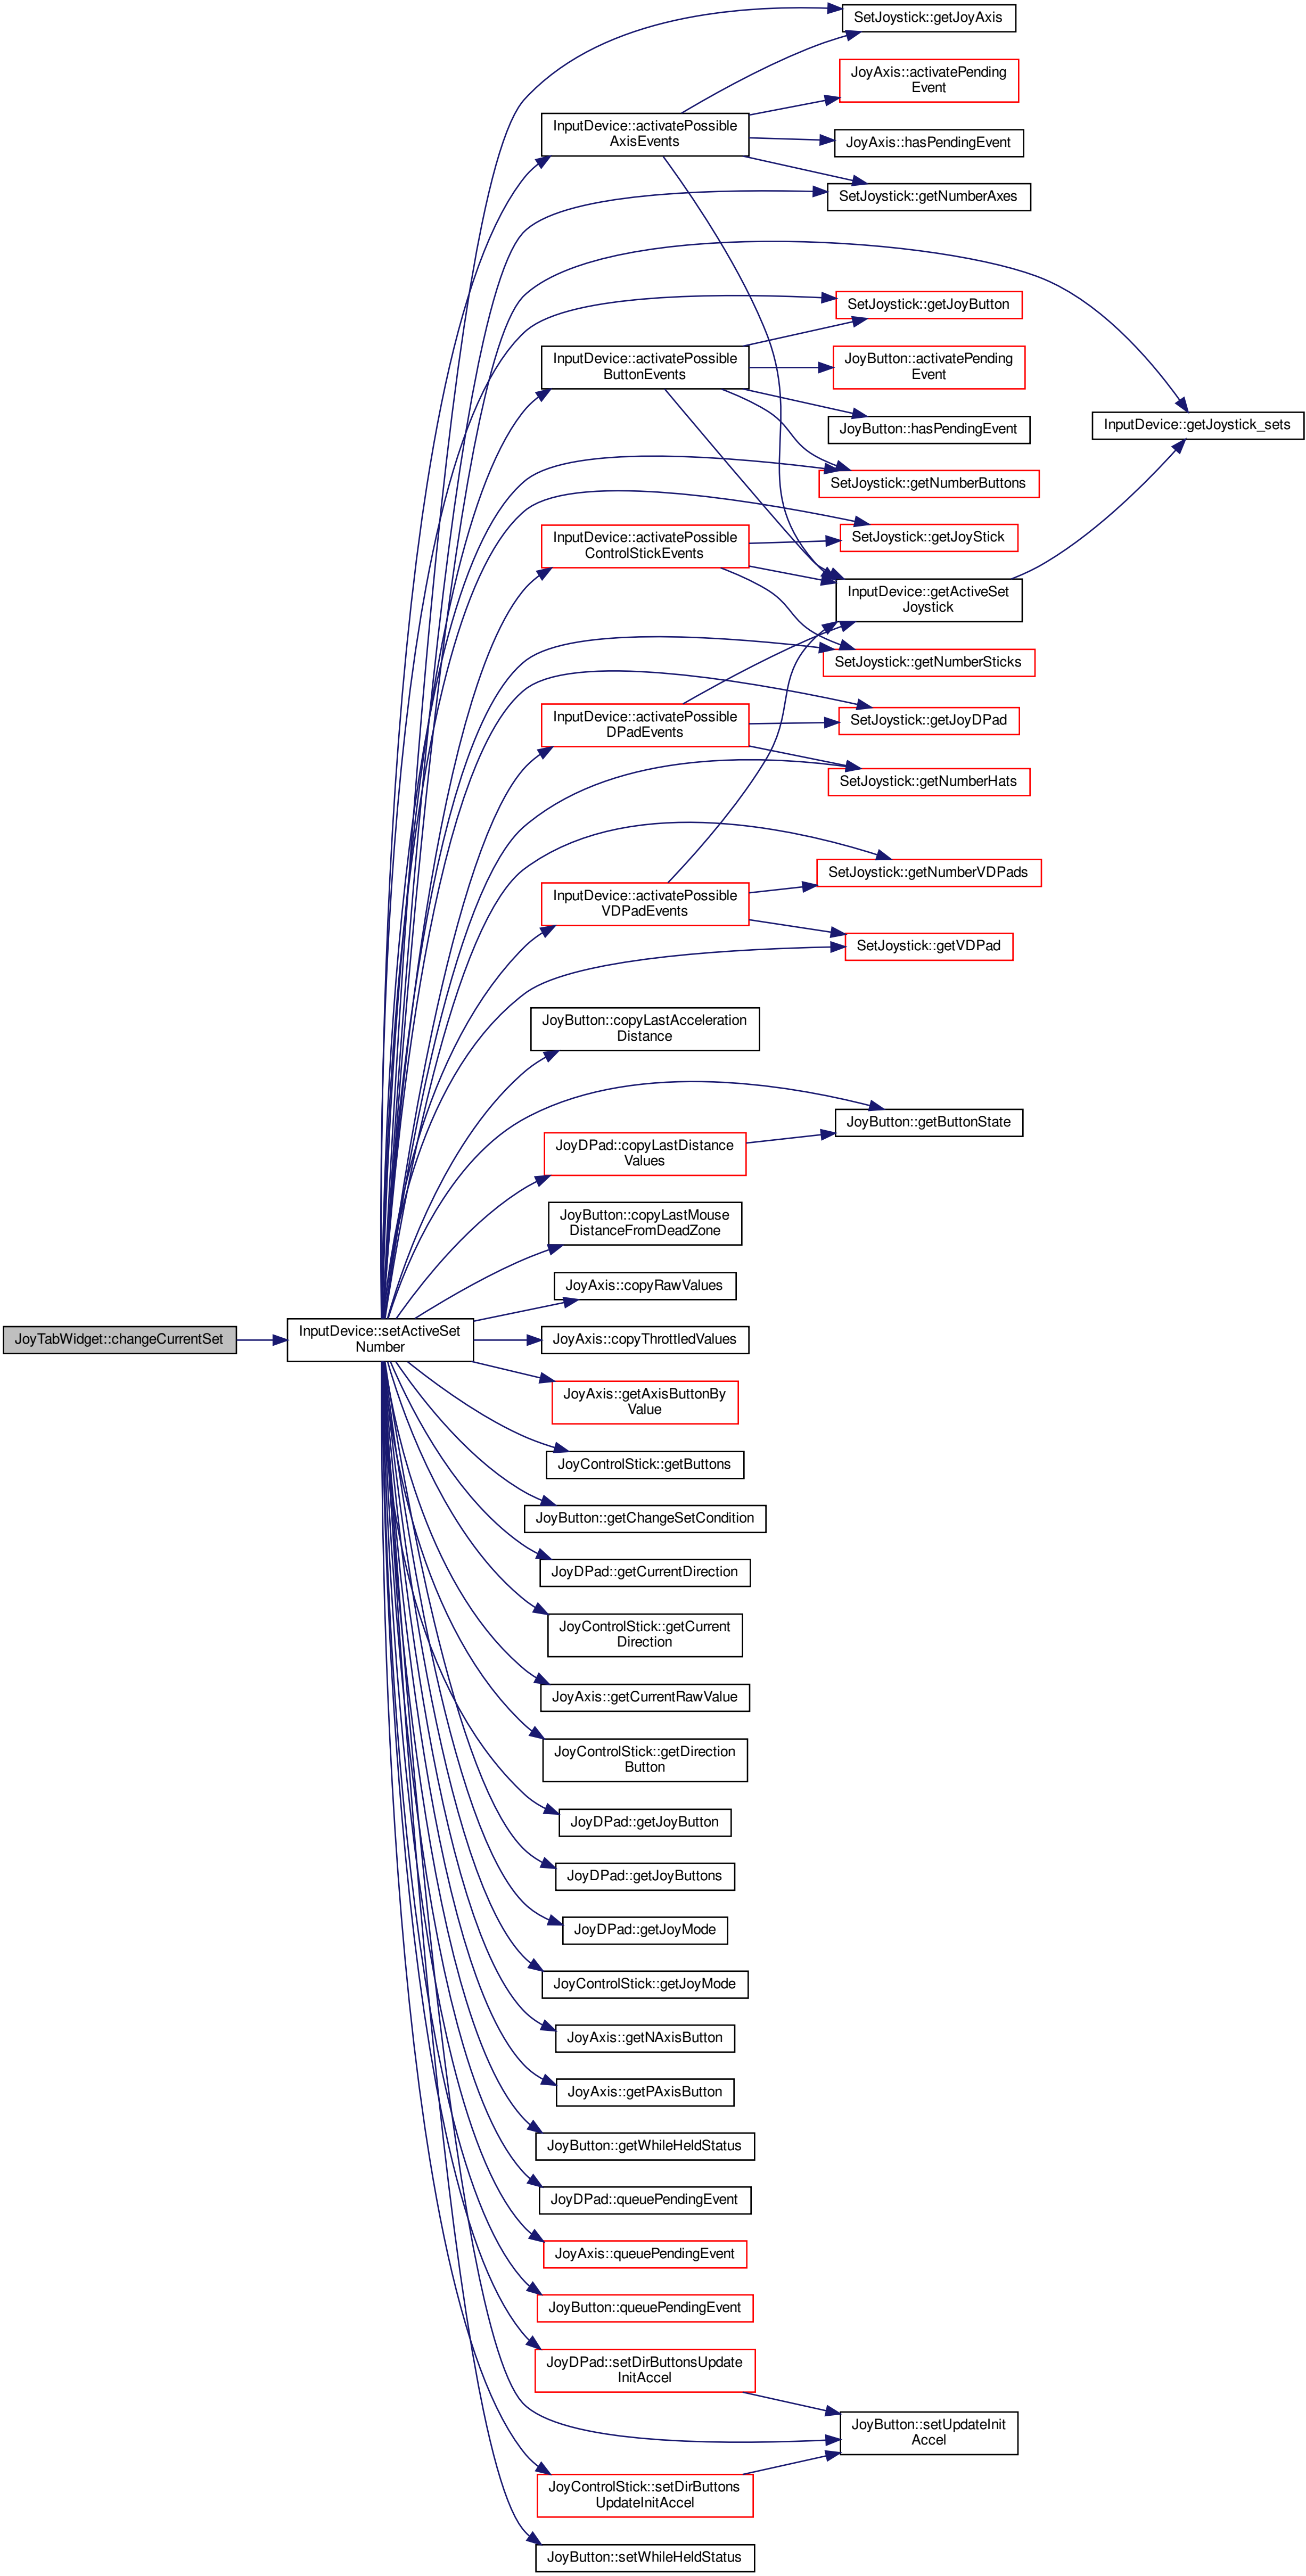 SetJoystick::getJoyAxis
JoyAxis::activatePending
Event
InputDevice::activatePossible
AxisEvents
JoyAxis::hasPendingEvent
SetJoystick::getNumberAxes
SetJoystick::getJoyButton
InputDevice::activatePossible
ButtonEvents
JoyButton::activatePending
Event
InputDevice::getJoystick_sets
JoyButton::hasPendingEvent
SetJoystick::getNumberButtons
InputDevice::activatePossible
ControlStickEvents
SetJoystick::getJoyStick
InputDevice::getActiveSet
Joystick
SetJoystick::getNumberSticks
InputDevice::activatePossible
DPadEvents
SetJoystick::getJoyDPad
SetJoystick::getNumberHats
SetJoystick::getNumberVDPads
InputDevice::activatePossible
VDPadEvents
SetJoystick::getVDPad
JoyButton::copyLastAcceleration
Distance
JoyButton::getButtonState
JoyDPad::copyLastDistance
Values
JoyButton::copyLastMouse
DistanceFromDeadZone
JoyAxis::copyRawValues
JoyTabWidget::changeCurrentSet
InputDevice::setActiveSet
Number
JoyAxis::copyThrottledValues
JoyAxis::getAxisButtonBy
Value
JoyControlStick::getButtons
JoyButton::getChangeSetCondition
JoyDPad::getCurrentDirection
JoyControlStick::getCurrent
Direction
JoyAxis::getCurrentRawValue
JoyControlStick::getDirection
Button
JoyDPad::getJoyButton
JoyDPad::getJoyButtons
JoyDPad::getJoyMode
JoyControlStick::getJoyMode
JoyAxis::getNAxisButton
JoyAxis::getPAxisButton
JoyButton::getWhileHeldStatus
JoyDPad::queuePendingEvent
JoyAxis::queuePendingEvent
JoyButton::queuePendingEvent
JoyDPad::setDirButtonsUpdate
InitAccel
JoyButton::setUpdateInit
Accel
JoyControlStick::setDirButtons
UpdateInitAccel
JoyButton::setWhileHeldStatus